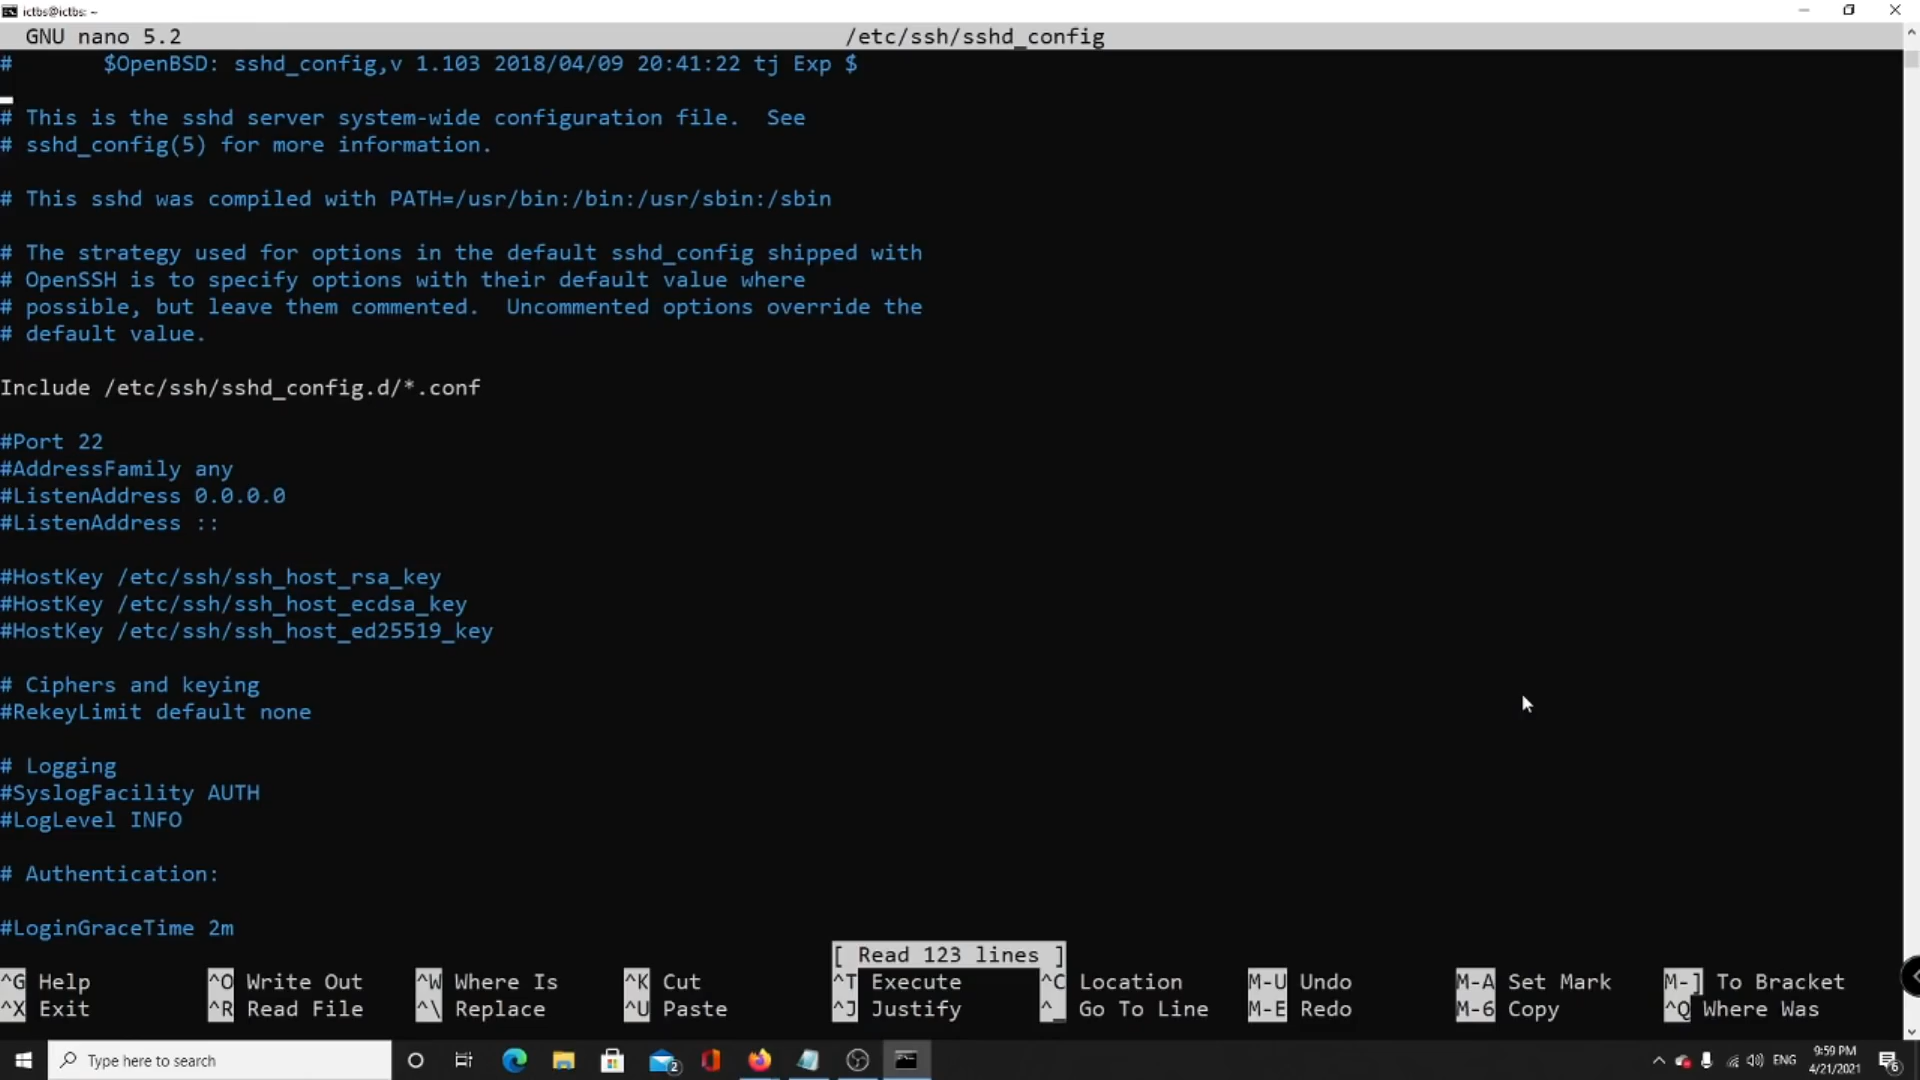 ictbs@ictbs: ~
GNU nano 5.2 /etc/ssh/sshd_config
# $OpenBSD: sshd_config,v 1.103 2018/04/09 20:41:22 tj Exp $
# This is the sshd server system-wide configuration file. See
# sshd_config(5) for more information.
# This sshd was compiled with PATH=/usr/bin:/bin:/usr/sbin:/sbin
# The strategy used for options in the default sshd_config shipped with
# OpenSSH is to specify options with their default value where
# possible, but leave them commented. Uncommented options override the
# default value.
Include /etc/ssh/sshd_config.d/*.conf
#Port 22
#AddressFamily any
#ListenAddress 0.0.0.0
#ListenAddress ::
#HostKey /etc/ssh/ssh_host_rsa_key
#HostKey /etc/ssh/ssh_host_ecdsa_key
#HostKey /etc/ssh/ssh_host_ed25519_key
# Ciphers and keying
#RekeyLimit default none
# Logging
#SyslogFacility AUTH
#LogLevel INFO
# Authentication:
#LoginGraceTime 2m
[ Read 123 lines ]
^G Help ^O Write Out ^W Where Is ^K Cut ^T Execute ^C Location M-U Undo M-A Set Mark M-] To Bracket
^X Exit ^R Read File ^\ Replace ^U Paste ^J Justify ^_ Go To Line M-E Redo M-6 Copy ^Q Where Was
Type here to search 2 ENG 9:59 PM 6
4/21/2021